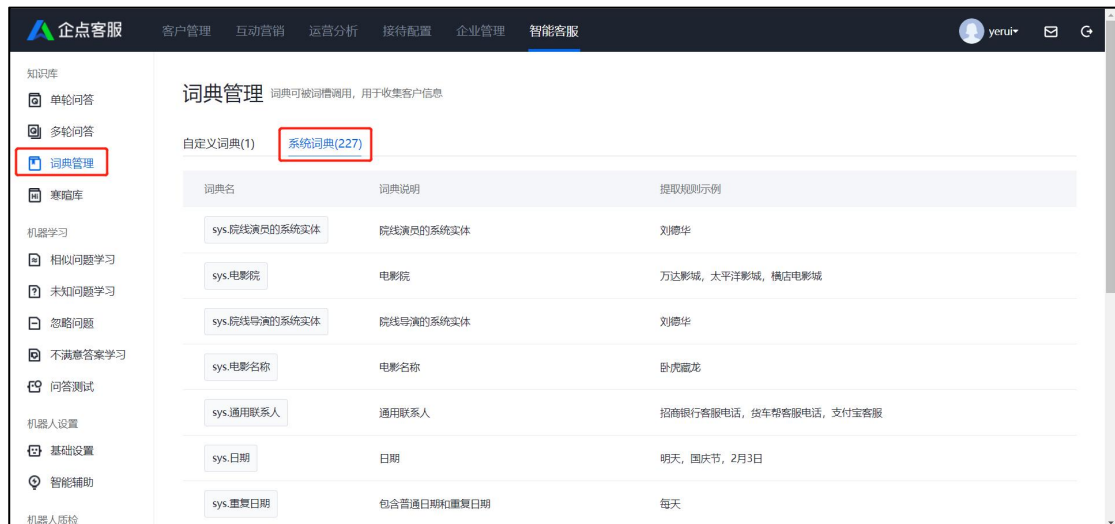 企点客服 客户管理 互动营销 运营分析 接待配置 企业管理 智能客服 yerui
知识库
单轮问答
多轮问答
词典管理
寒暄库
机器学习
相似问题学习
未知问题学习
忽略问题
不满意答案学习
问答测试
机器人设置
基础设置
智能辅助
机器人质检
词典管理 词典可被词槽调用，用于收集客户信息
自定义词典(1) 系统词典(227)
词典名 词典说明 提取规则示例
sys.院线演员的系统实体 院线演员的系统实体 刘德华
sys.电影院 电影院 万达影城，太平洋影城，横店电影城
sys.院线导演的系统实体 院线导演的系统实体 刘德华
sys.电影名称 电影名称 卧虎藏龙
sys.通用联系人 通用联系人 招商银行客服电话，货车帮客服电话，支付宝客服
sys.日期 日期 明天，国庆节，2月3日
sys.重复日期 包含普通日期和重复日期 每天